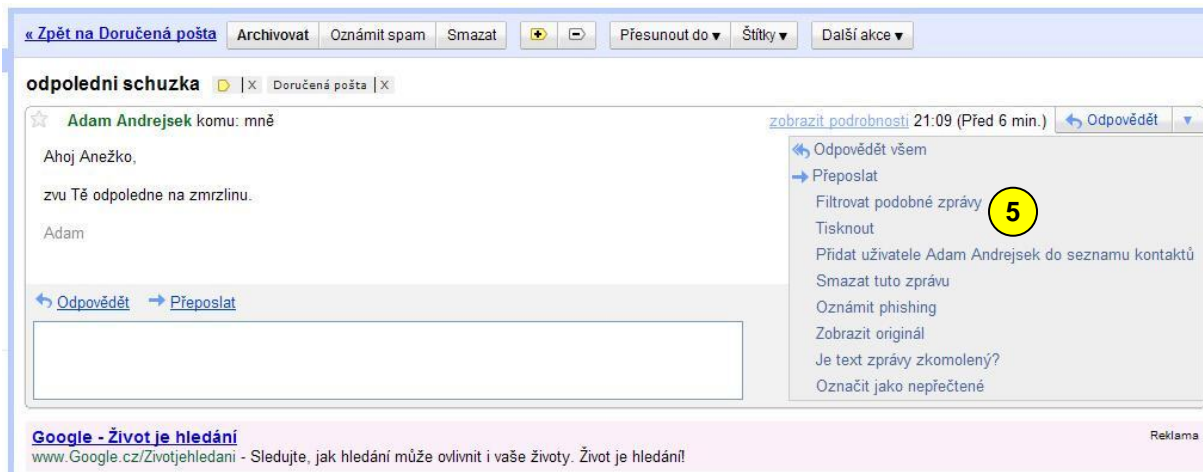 « Zpět na Doručená pošta Archivovat Oznámit spam Smazat Přesunout do Štítky Další akce
odpoledni schuzka X Doručená pošta X
Adam Andrejsek komu: mně zobrazit podrobnosti 21:09 (Před 6 min.) Odpovědět
Ahoj Anežko,
zvu Tě odpoledne na zmrzlinu.
Adam
Odpovědět Přeposlat
Odpovědět všem
Přeposlat
Filtrovat podobné zprávy
5
Tisknout
Přidat uživatele Adam Andrejsek do seznamu kontaktů
Smazat tuto zprávu
Oznámit phishing
Zobrazit originál
Je text zprávy zkomolený?
Označit jako nepřečtené
Google - Život je hledání Reklama
www.Google.cz/Zivotjehledani - Sledujte, jak hledání může ovlivnit i vaše životy. Život je hledání!